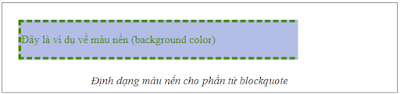 Đây là ví dụ về màu nền (background color)
Định dạng màu nền cho phần tử blockquote